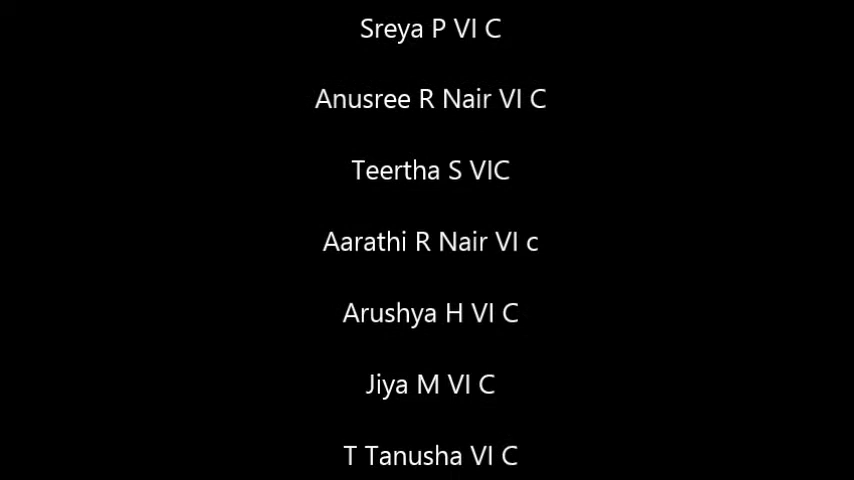 Sreya P VI C
Anusree R Nair VI C
Teertha S VIC
Aarathi R Nair VI c
Arushya H VI C
Jiya M VI C
T Tanusha VI C